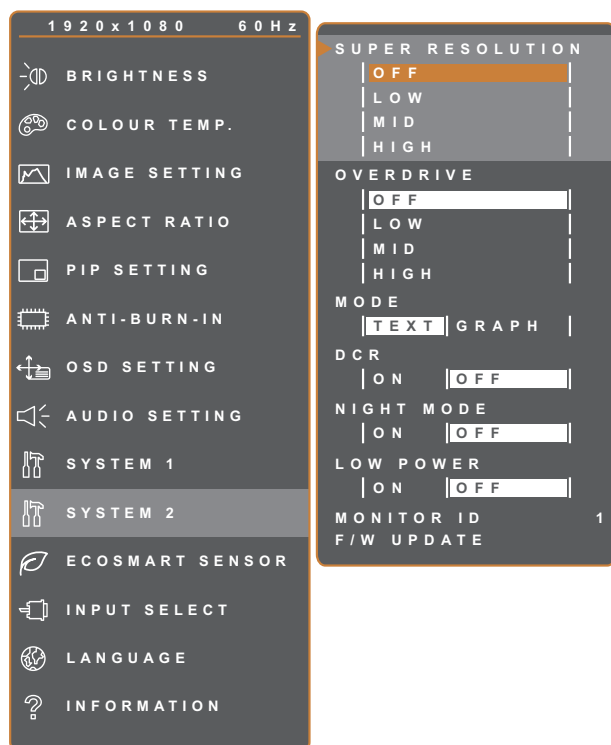 1920x1080 60Hz
BRIGHTNESS
COLOUR TEMP.
IMAGE SETTING
ASPECT RATIO
PIP SETTING
ANTI-BURN-IN
OSD SETTING
AUDIO SETTING
SYSTEM 1
SYSTEM 2
ECOSMART SENSOR
INPUT SELECT
LANGUAGE
INFORMATION
SUPER RESOLUTION
OFF
LOW
MID
HIGH
OVERDRIVE
OFF
LOW
MID
HIGH
MODE
TEXT GRAPH
DCR
ON OFF
NIGHT MODE
ON OFF
LOW POWER
ON OFF
MONITOR ID 1
F/W UPDATE